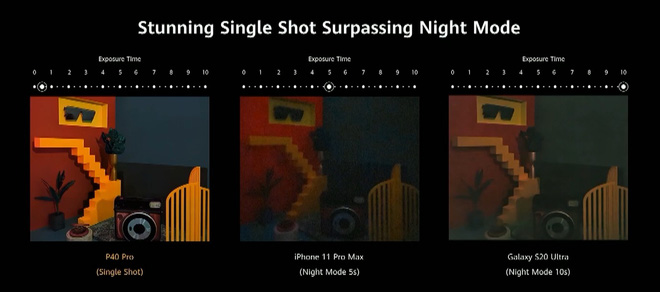 Stunning Single Shot Surpassing Night Mode
Exposure Time
0 1 2 3 4 5 6 7 8 9 10
Exposure Time
0 1 2 3 4 5 6 7 8 9 10
Exposure Time
0 1 2 3 4 5 6 7 8 9 10
P40 Pro
(Single Shot)
iPhone 11 Pro Max
(Night Mode 5s)
Galaxy S20 Ultra
(Night Mode 10s)